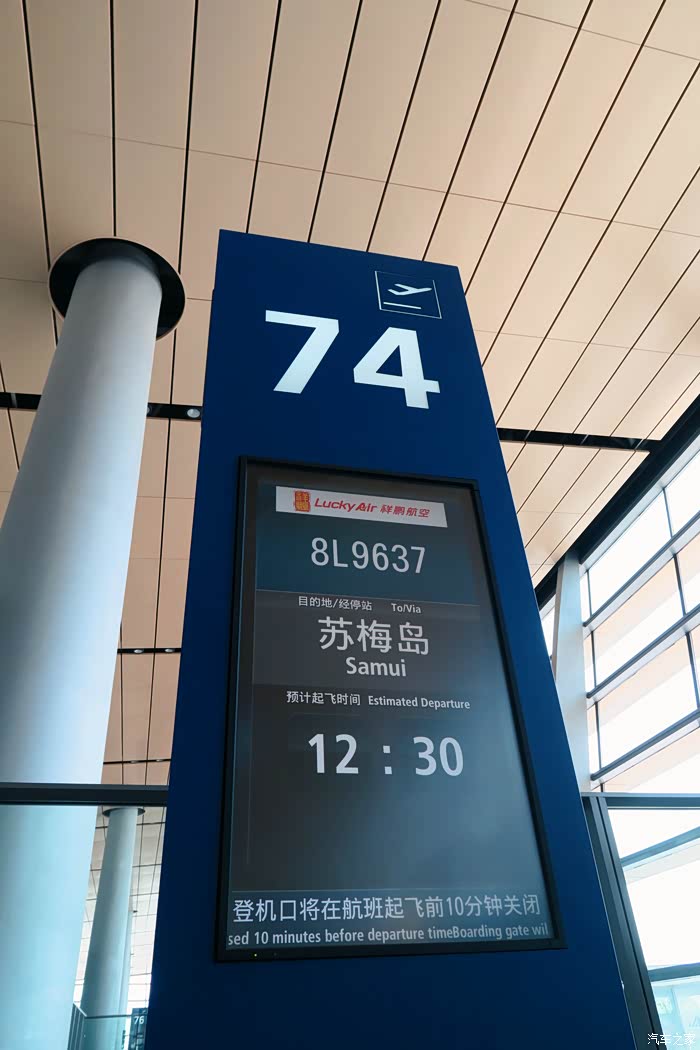 74
祥鹏 Lucky Air 祥鹏航空
8L9637
目的地/经停站 To/Via
苏梅岛
Samui
预计起飞时间 Estimated Departure
12 : 30
登机口将在航班起飞前10分钟关闭
sed 10 minutes before departure timeBoarding gate wil
76
汽车之家